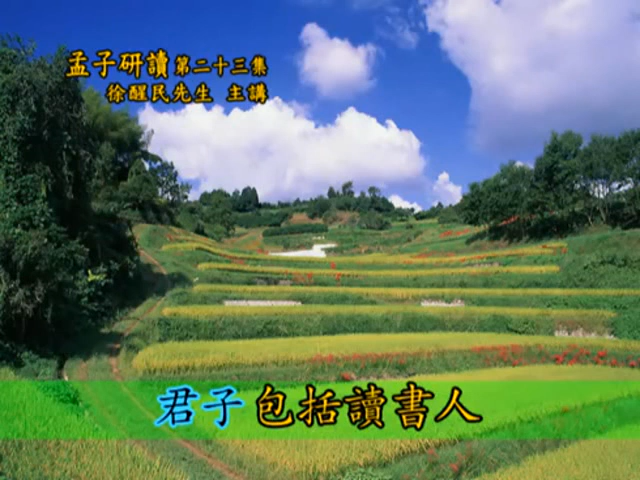 孟子研讀 第二十三集
徐醒民先生 主講
君子包括讀書人